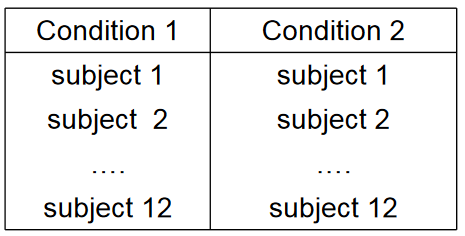 Condition 1 Condition 2
subject 1 subject 1
subject 2 subject 2
.... ....
subject 12 subject 12